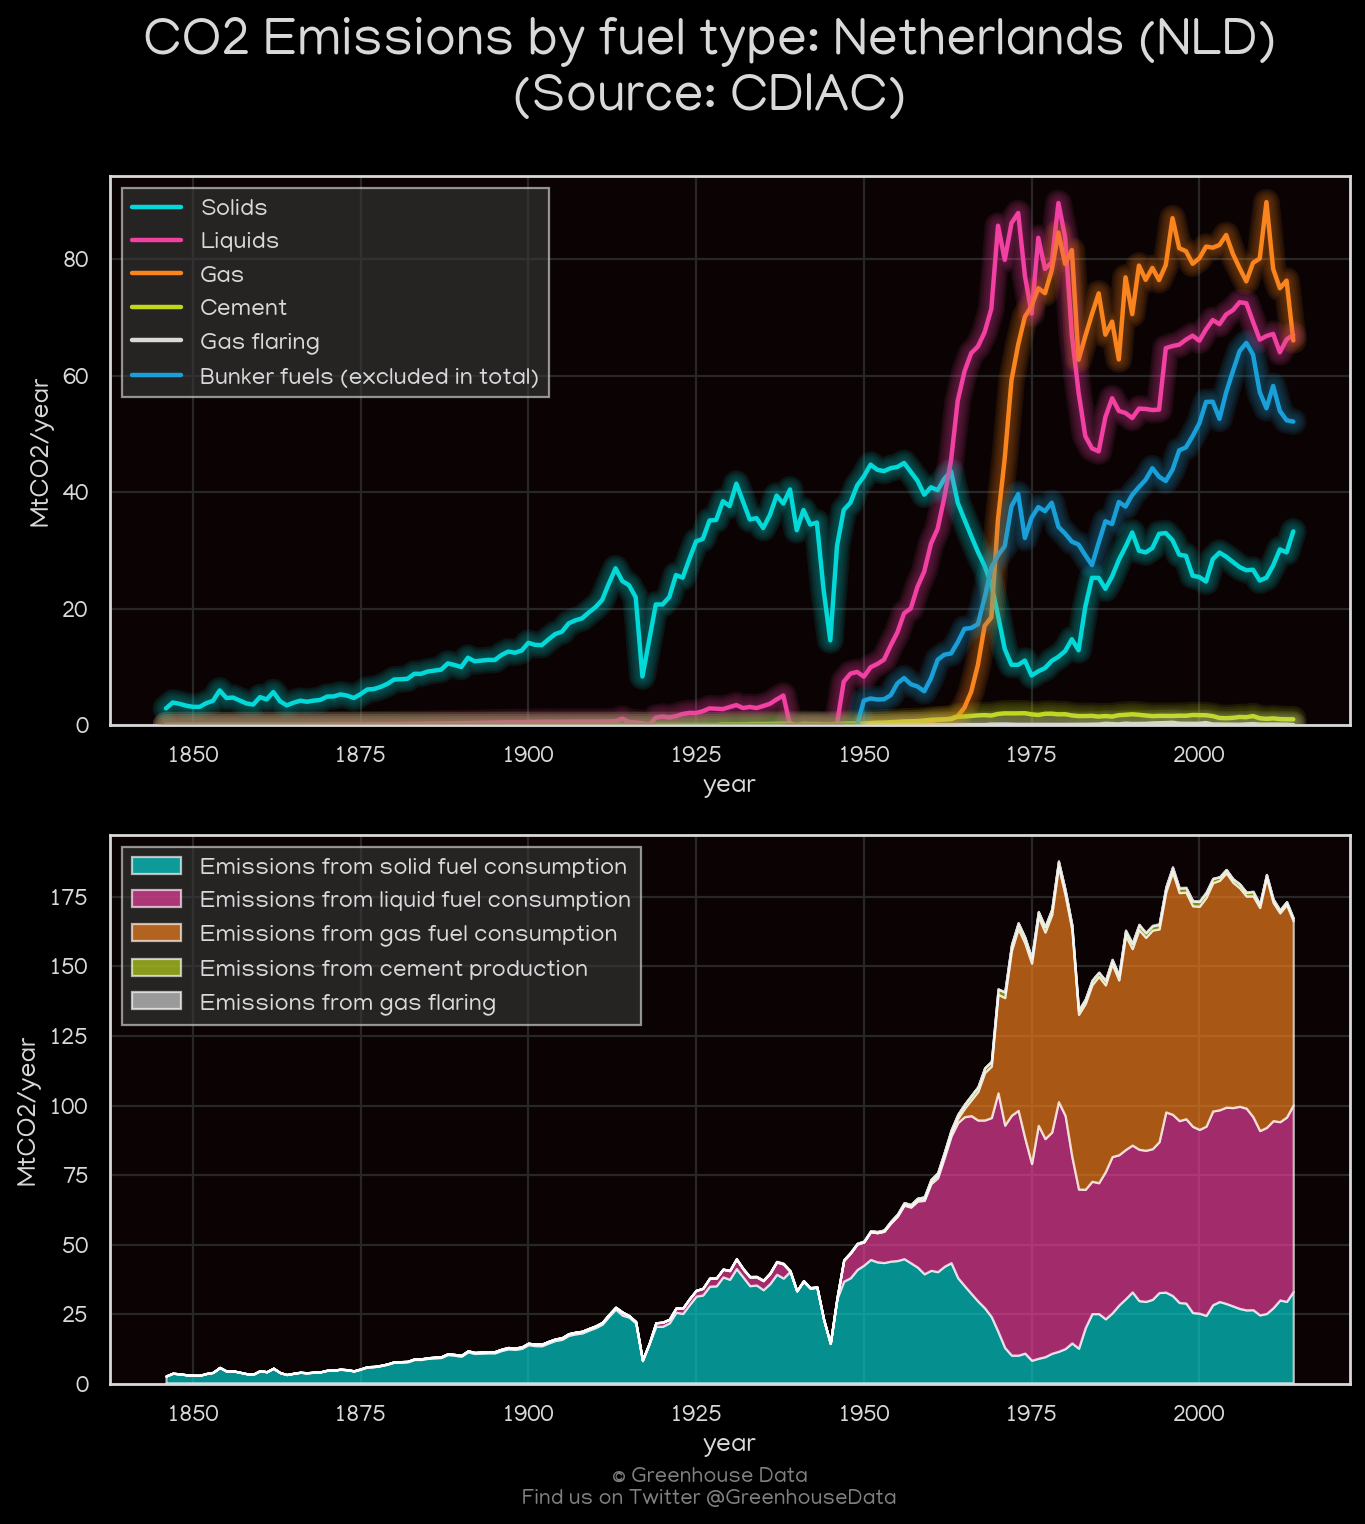 CO2 Emissions by fuel type: Netherlands (NLD)
(Source: CDIAC)
Solids
Liquids
Gas
Cement
Gas flaring
Bunker fuels (excluded in total)
MtCO2/year
80
60
40
20
0
1850 1875 1900 1925 1950 1975 2000
year
Emissions from solid fuel consumption
Emissions from liquid fuel consumption
Emissions from gas fuel consumption
Emissions from cement production
Emissions from gas flaring
MtCO2/year
175
150
125
100
75
50
25
0
1850 1875 1900 1925 1950 1975 2000
year
© Greenhouse Data
Find us on Twitter @GreenhouseData